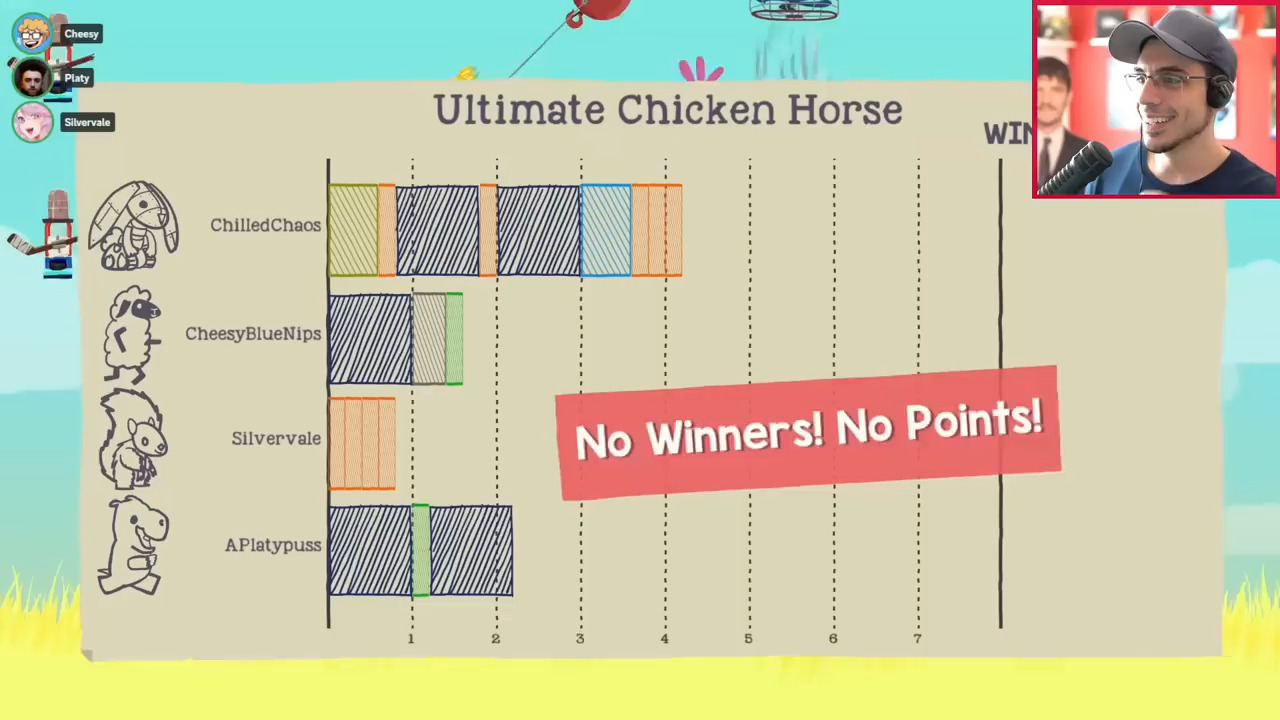 Cheesy
Platy
Silvervale
Ultimate Chicken Horse
WIN
ChilledChaos
CheesyBlueNips
Silvervale
No Winners! No Points!
APlatypuss
1 2 3 4 5 6 7